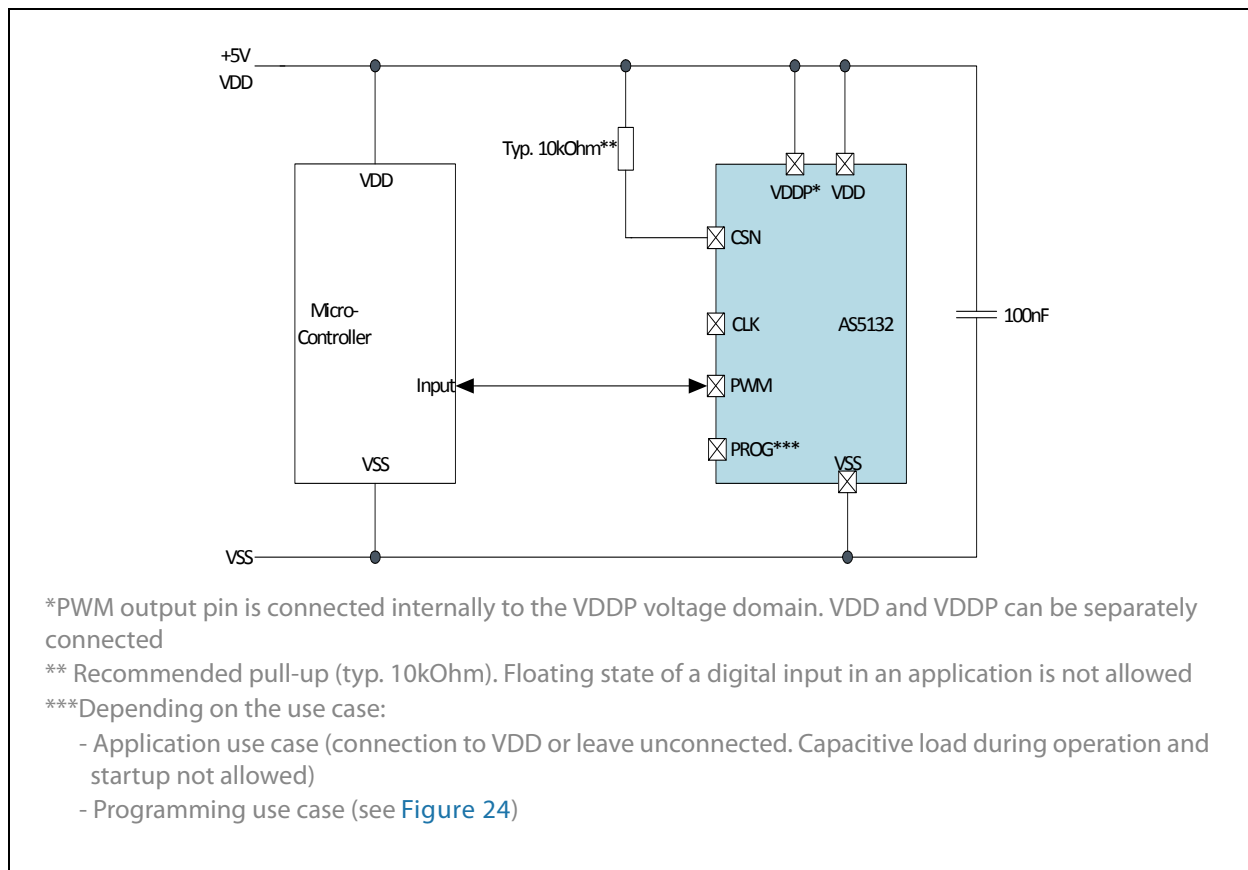 +5V
VDD
Typ. 10kOhm**
VDD
VDDP* VDD
CSN
Micro-
Controller
CLK
AS5132
100nF
Input
PWM
PROG***
VSS
VSS
VSS
*PWM output pin is connected internally to the VDDP voltage domain. VDD and VDDP can be separately
connected
** Recommended pull-up (typ. 10kOhm). Floating state of a digital input in an application is not allowed
***Depending on the use case:
- Application use case (connection to VDD or leave unconnected. Capacitive load during operation and
startup not allowed)
- Programming use case (see Figure 24)